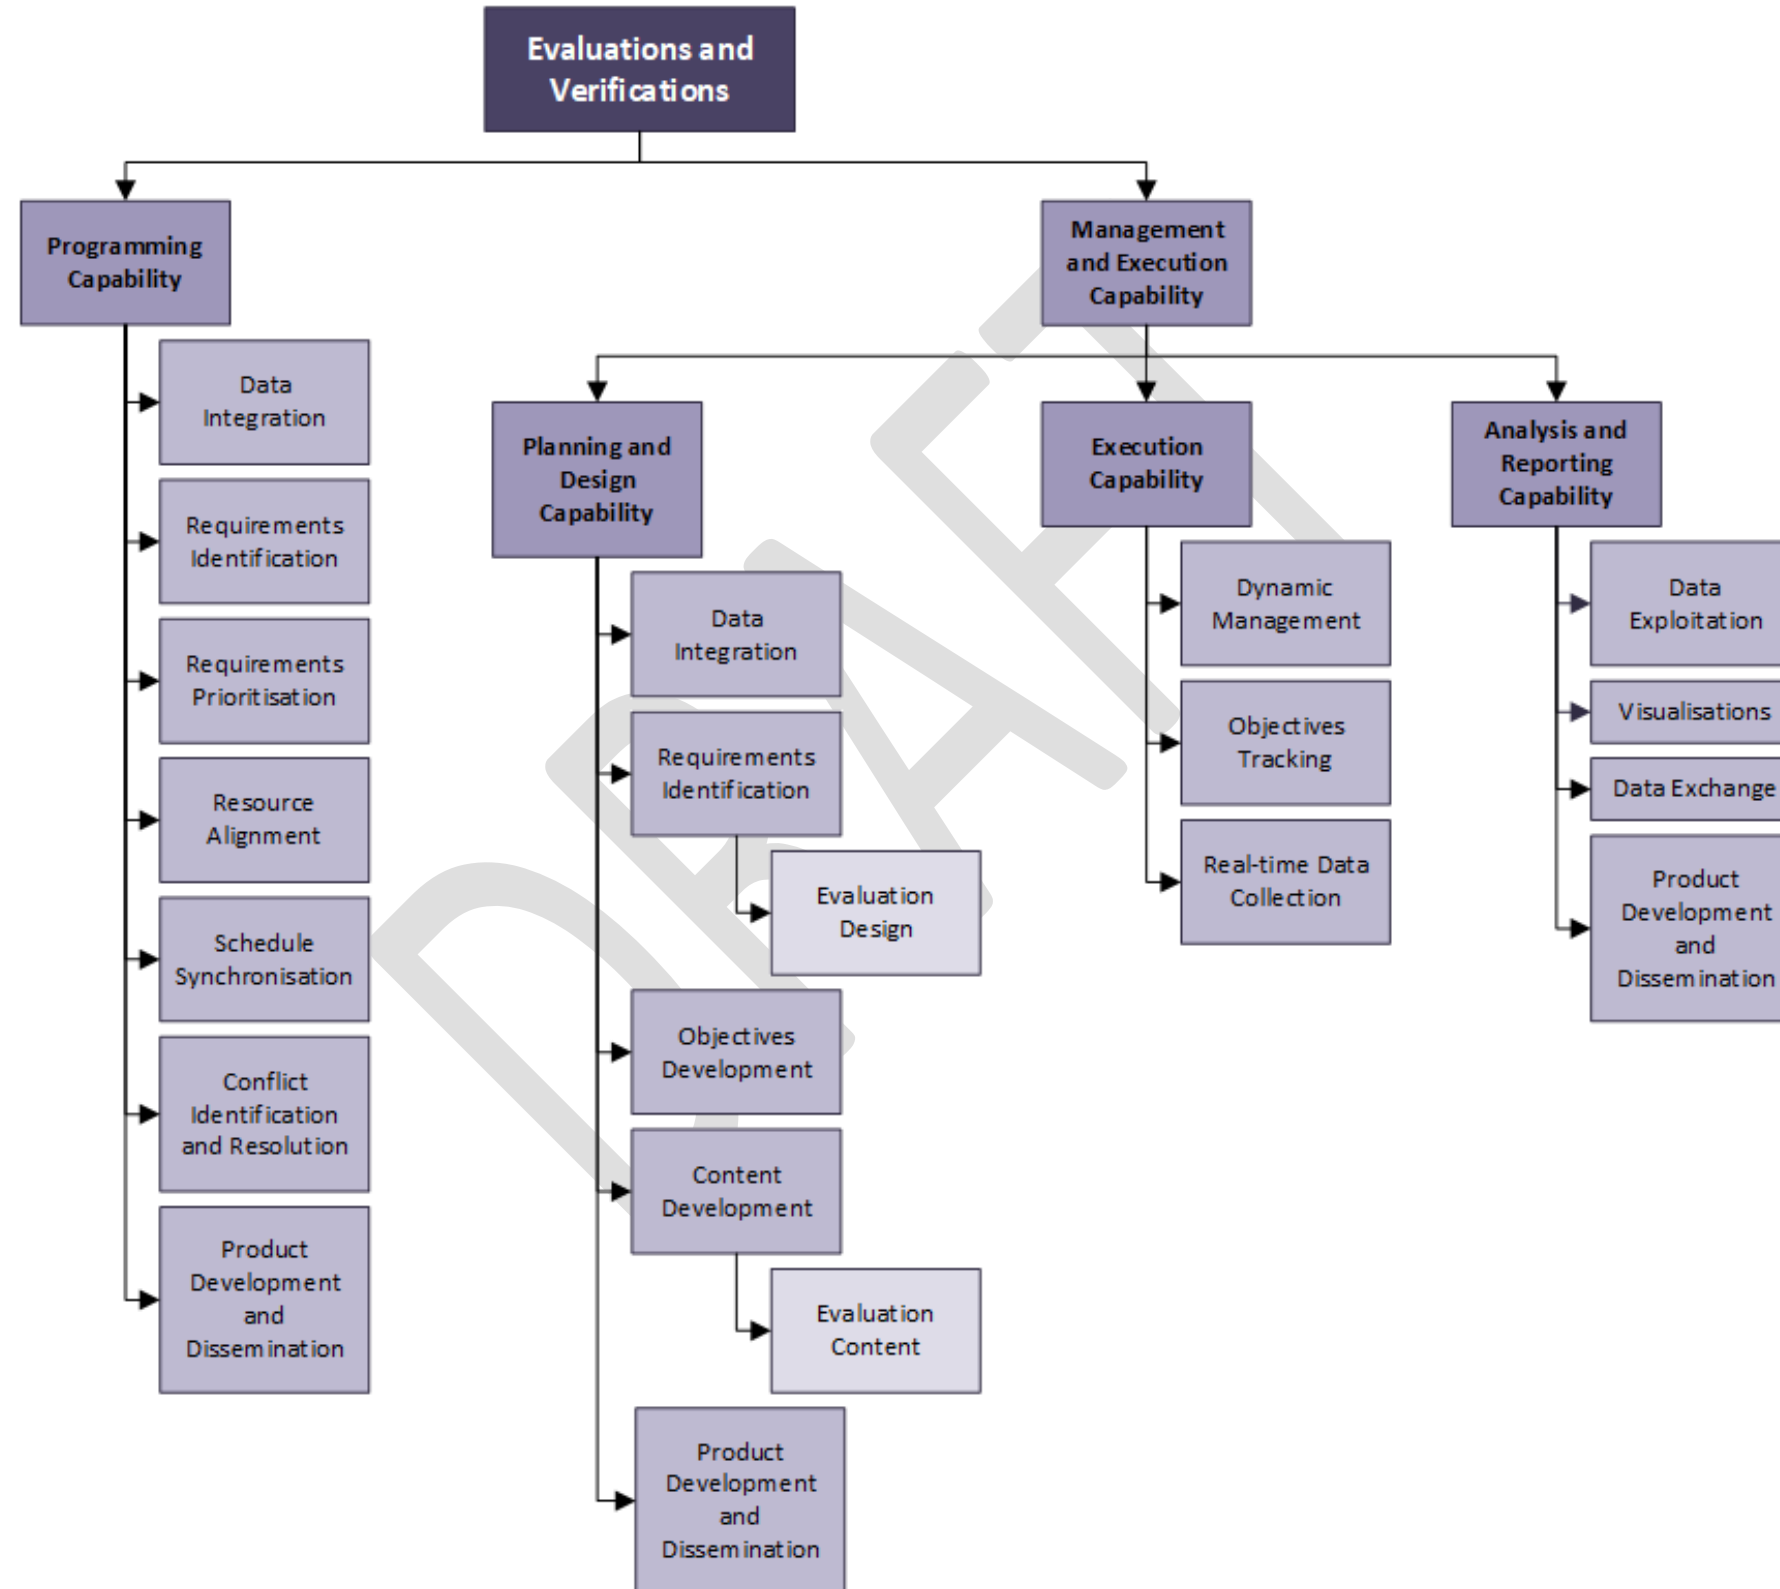 Evaluations and
Verifications
Programming
Capability
Data
Integration
Requirements
Identification
Requirements
Prioritisation
Resource
Alignment
Schedule
Synchronisation
Conflict
Identification
and Resolution
Product
Development
and
Dissemination
Management
and Execution
Capability
Planning and
Design
Capability
Data
Integration
Requirements
Identification
Evaluation
Design
Objectives
Development
Content
Development
Evaluation
Content
Product
Development
and
Dissemination
Execution
Capability
Dynamic
Management
Objectives
Tracking
Real-time Data
Collection
Analysis and
Reporting
Capability
Data
Exploitation
Visualisations
Data Exchange
Product
Development
and
Dissemination
DRAFT